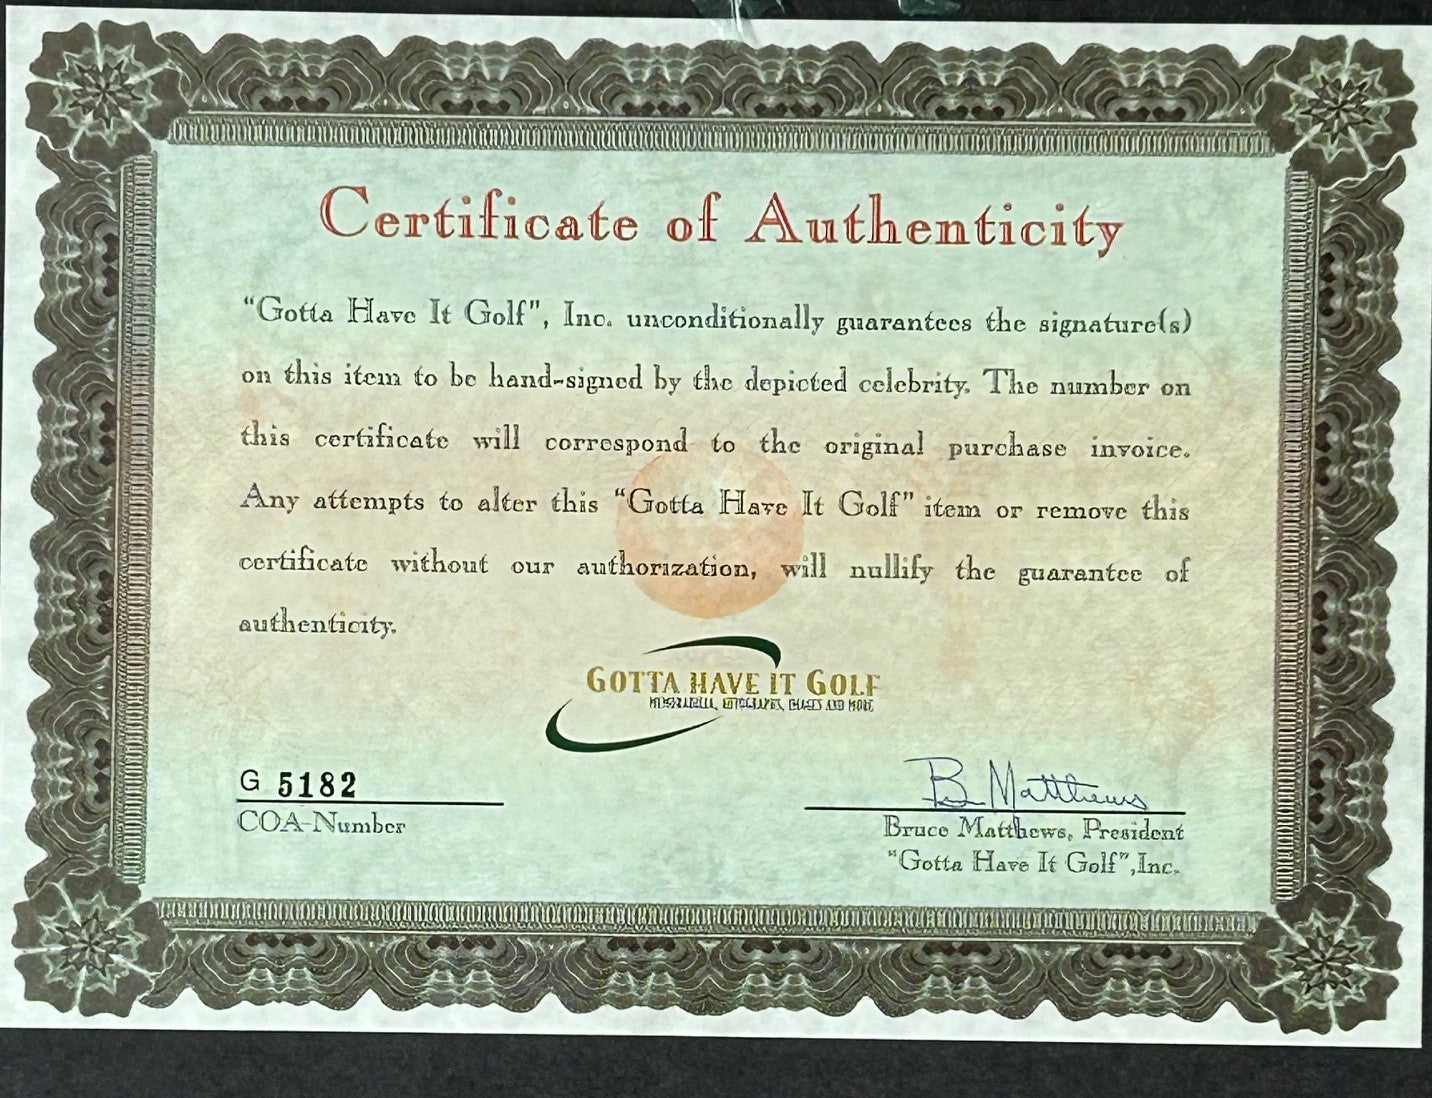 Certificate of Authenticity
“Gotta Have It Golf”, Inc. unconditionally guarantees the signature(s)
on this item to be hand-signed by the depicted celebrity. The number on
this certificate will correspond to the original purchase invoice.
Any attempts to alter this “Gotta Have It Golf” item or remove this
certificate without our authorization, will nullify the guarantee of
authenticity.
GOTTA HAVE IT GOLF
MEMORABILIA, AND MORE
G 5182
COA-Number
B Matthews
Bruce Matthews, President
“Gotta Have It Golf”,Inc.